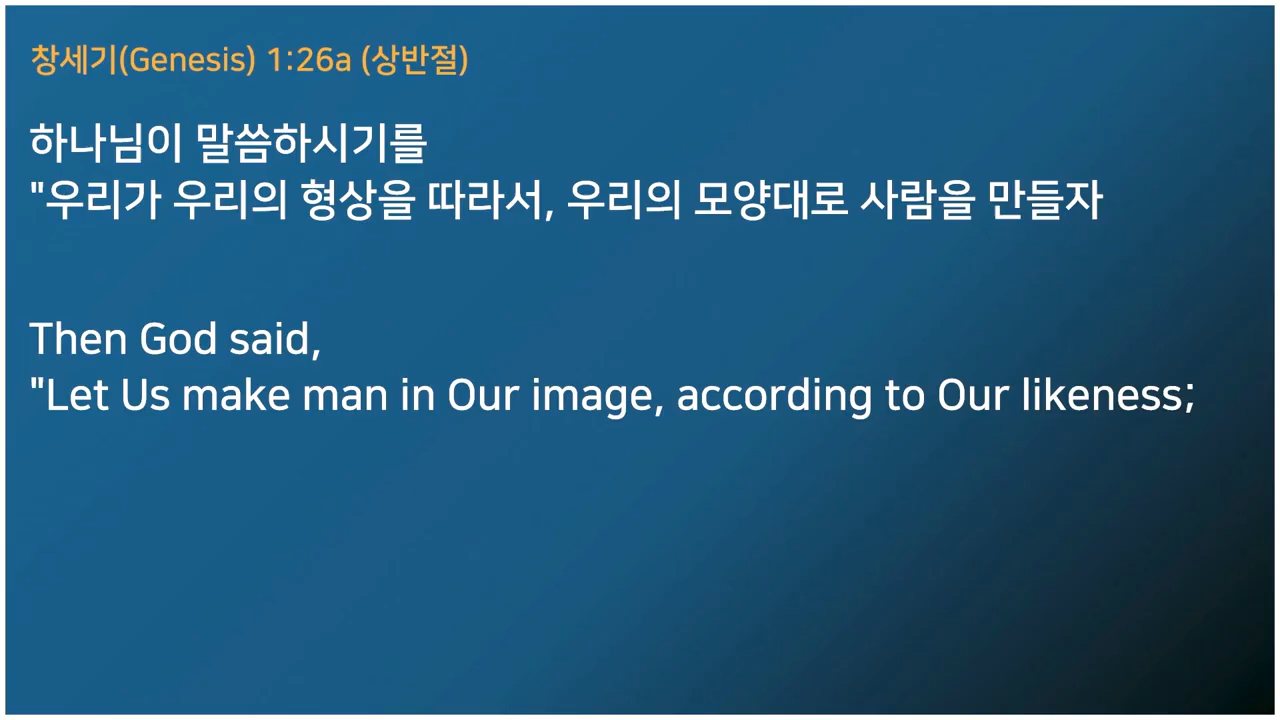 창세기(Genesis) 1:26a (상반절)
하나님이 말씀하시기를
"우리가 우리의 형상을 따라서, 우리의 모양대로 사람을 만들자
Then God said,
"Let Us make man in Our image, according to Our likeness;